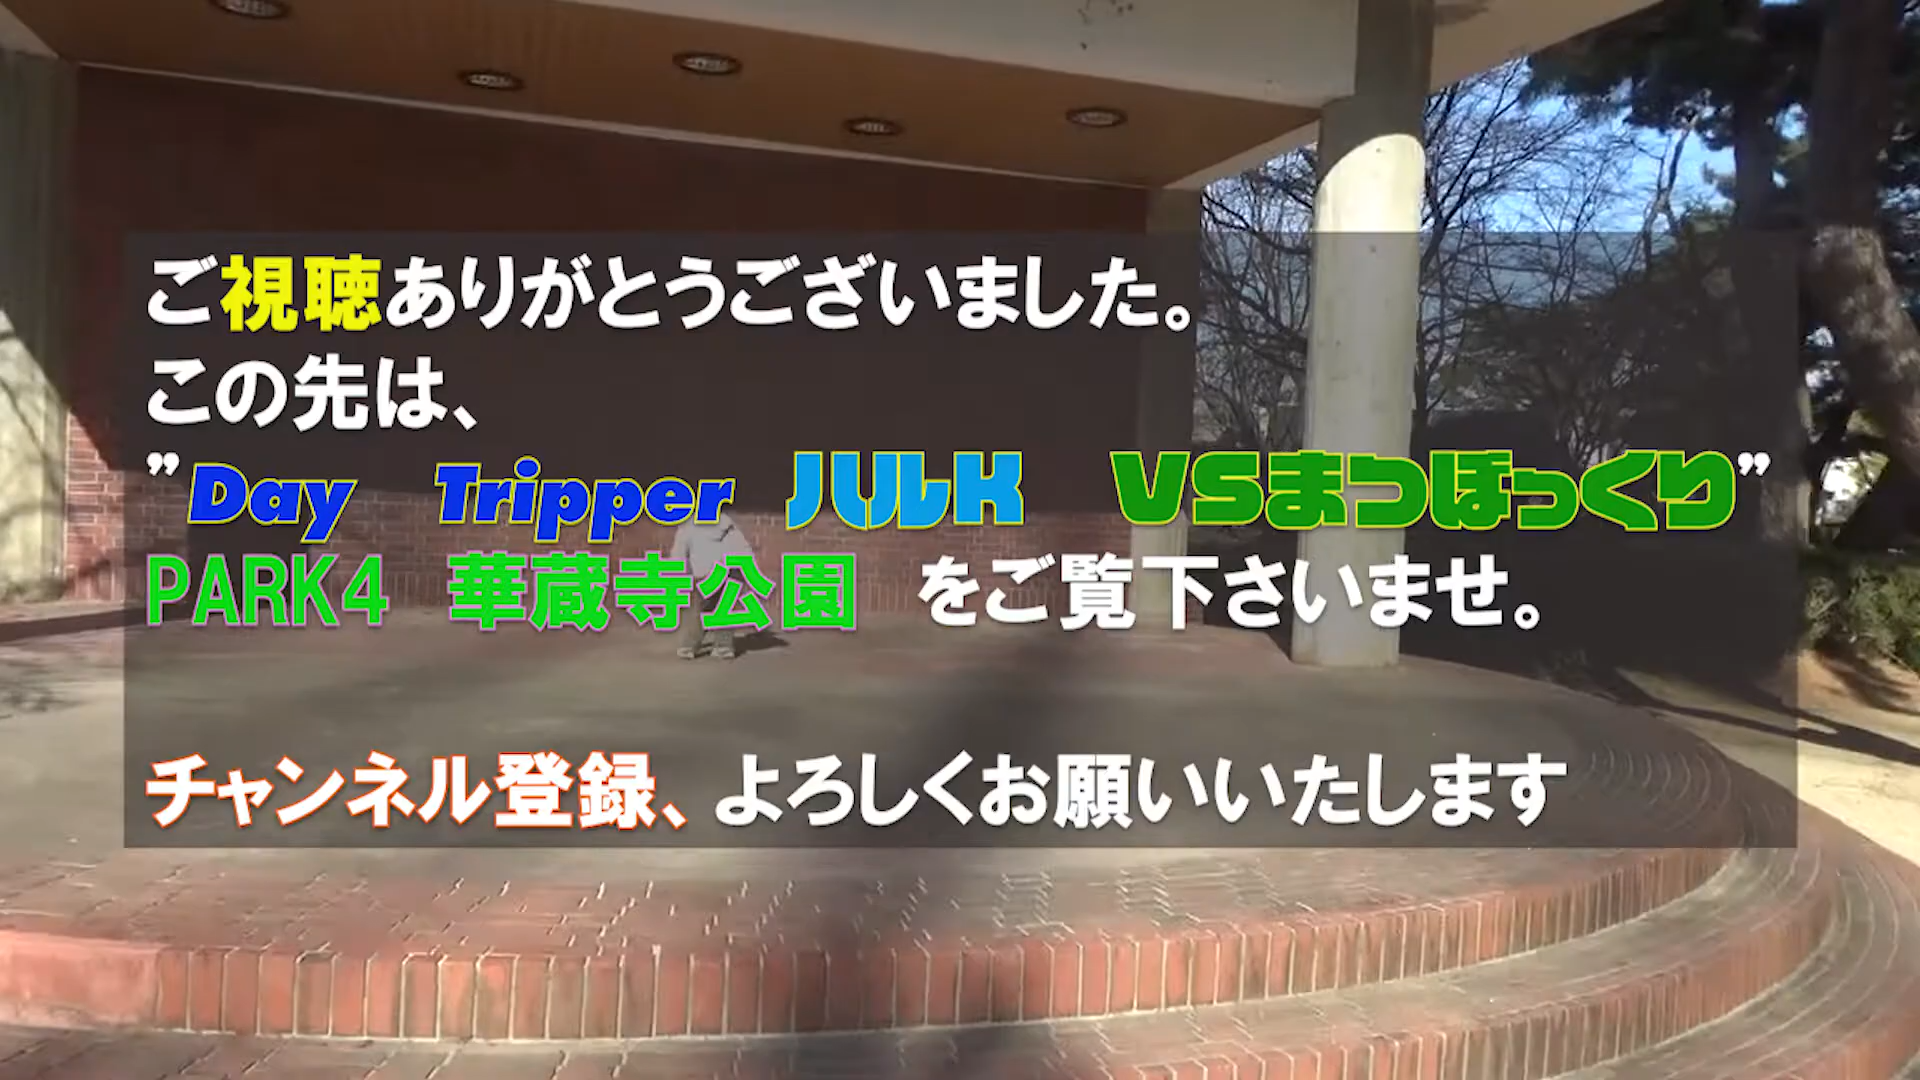 ご視聴ありがとうございました。
この先は、
”Day　Tripper　ハルK　VSまつぼっくり”
PARK４　華蔵寺公園　をご覧下さいませ。
チャンネル登録、よろしくお願いいたします